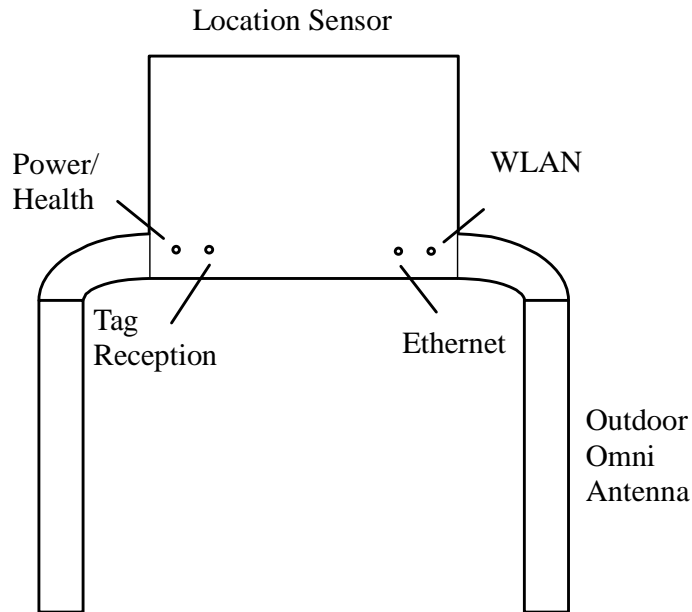 Location Sensor
Power/
Health
WLAN
Tag
Reception
Ethernet
Outdoor
Omni
Antenna